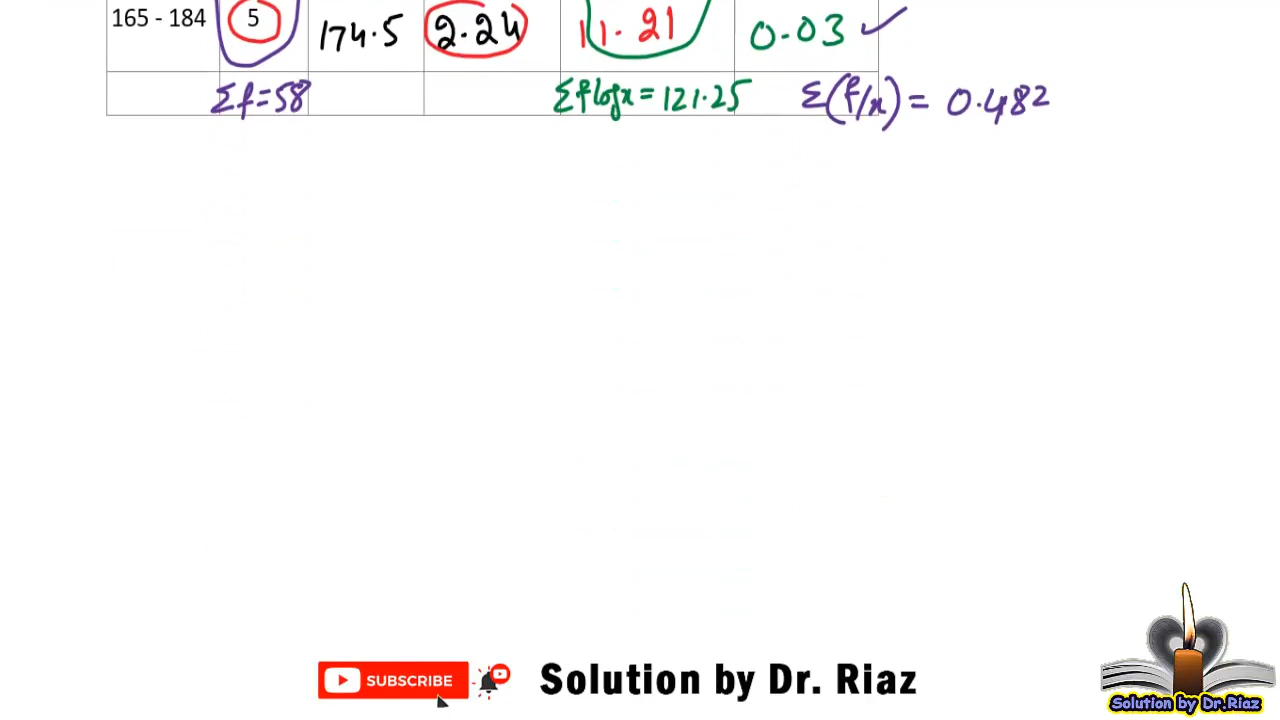 165 - 184 5 174.5 2.24 11.21 0.03
Σf=58 Σflogx = 121.25 Σ(f/x) = 0.482
SUBSCRIBE Solution by Dr. Riaz
Solution by Dr.Riaz